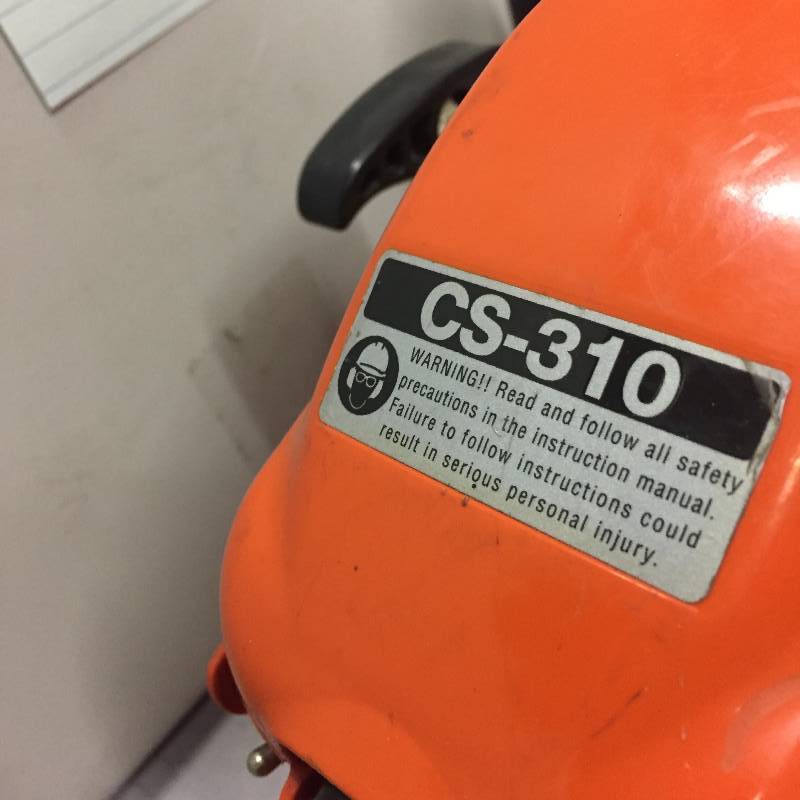 CS-310
WARNING!! Read and follow all safety
precautions in the instruction manual.
Failure to follow instructions could
result in serious personal injury.